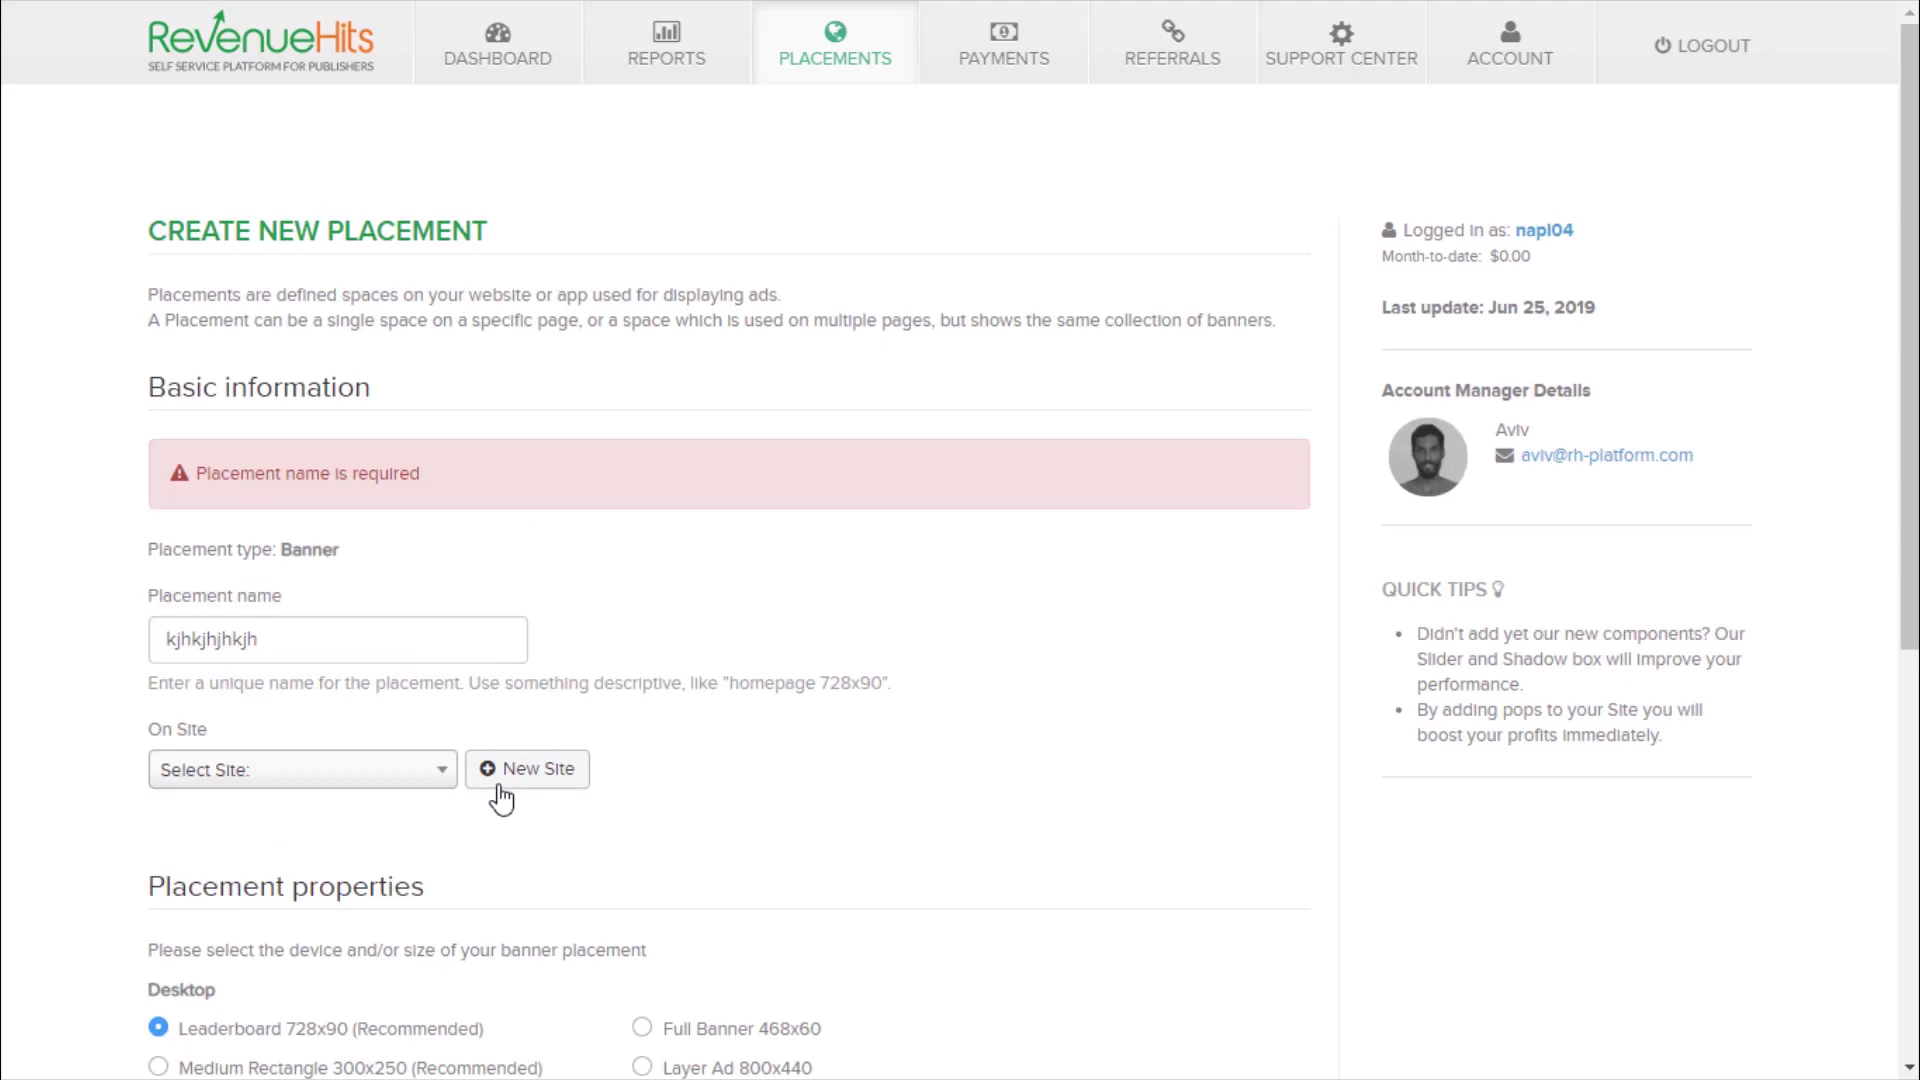 RevenueHits
SELF SERVICE PLATFORM FOR PUBLISHERS
DASHBOARD
REPORTS
PLACEMENTS
PAYMENTS
REFERRALS
SUPPORT CENTER
ACCOUNT
LOGOUT
CREATE NEW PLACEMENT
Placements are defined spaces on your website or app used for displaying ads.
A Placement can be a single space on a specific page, or a space which is used on multiple pages, but shows the same collection of banners.
Basic information
Placement name is required
Placement type: Banner
Placement name
kjhkjhjhkjh
Enter a unique name for the placement. Use something descriptive, like "homepage 728x90".
On Site
Select Site:
New Site
Placement properties
Please select the device and/or size of your banner placement
Desktop
Leaderboard 728x90 (Recommended)
Full Banner 468x60
Medium Rectangle 300x250 (Recommended)
Layer Ad 800x440
Logged in as: napl04
Month-to-date: $0.00
Last update: Jun 25, 2019
Account Manager Details
Aviv
aviv@rh-platform.com
QUICK TIPS
Didn't add yet our new components? Our
Slider and Shadow box will improve your
performance.
By adding pops to your Site you will
boost your profits immediately.